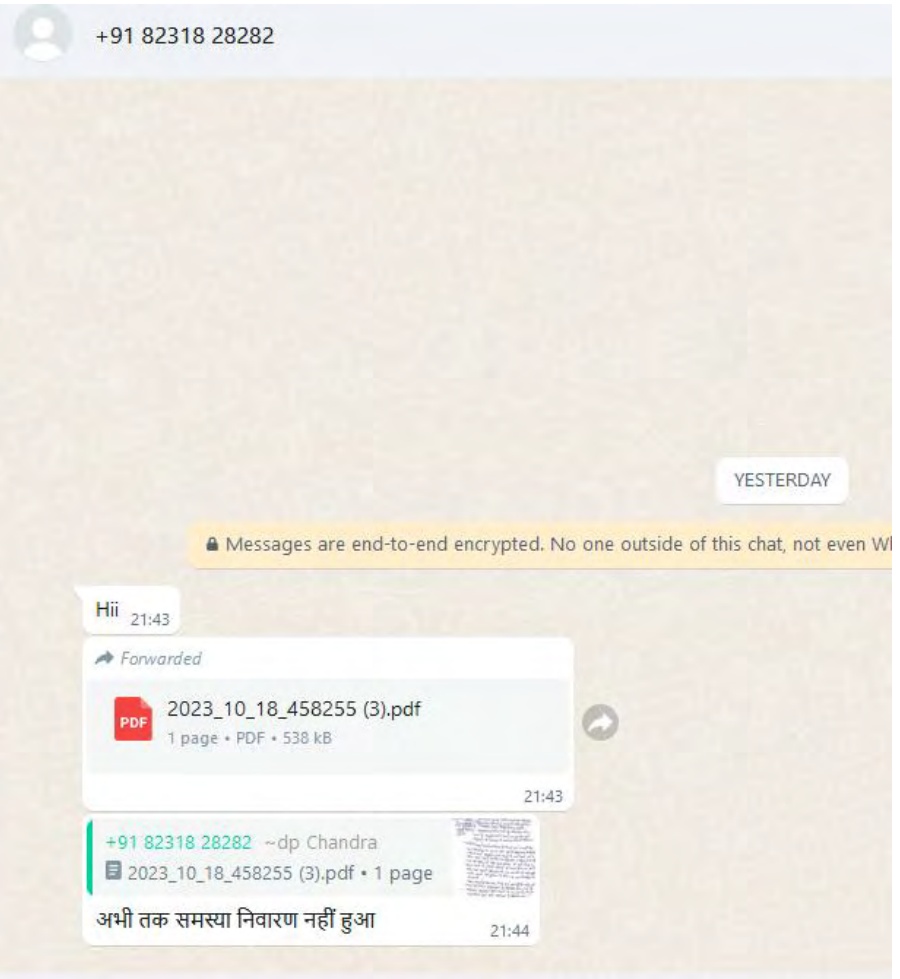 +91 82318 28282
YESTERDAY
Messages are end-to-end encrypted. No one outside of this chat, not even Wl
Hii 21:43
Forwarded
PDF
2023_10_18_458255 (3).pdf
1 page • PDF • 538 kB
21:43
+91 82318 28282 ~dp Chandra
2023_10_18_458255 (3).pdf • 1 page
अभी तक समस्या निवारण नहीं हुआ
21:44